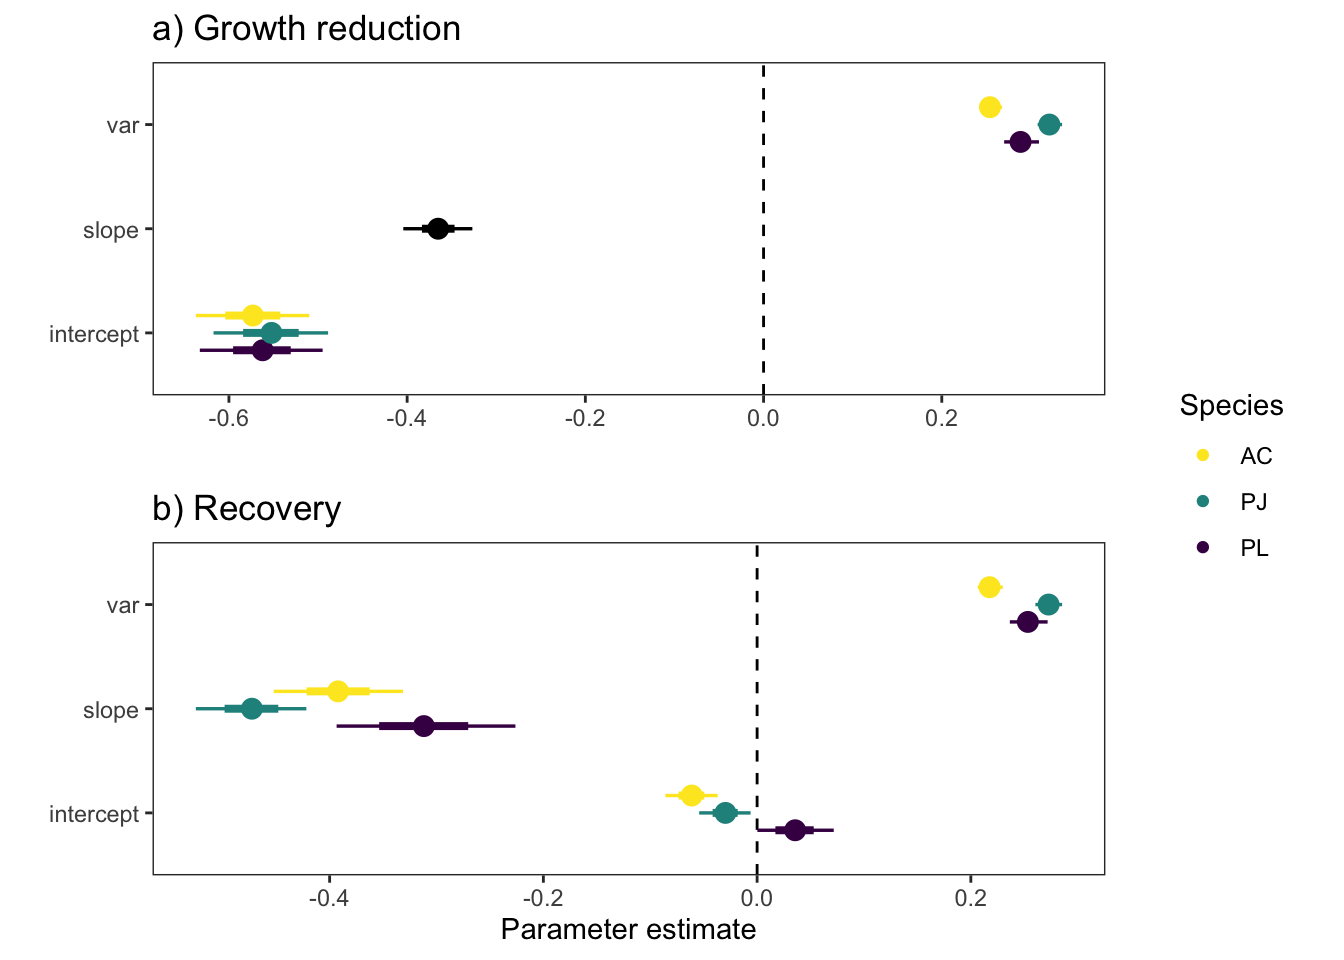 a) Growth reduction
var
slope
intercept
-0.6 -0.4 -0.2 0.0 0.2
Species
AC
PJ
PL
b) Recovery
var
slope
intercept
-0.4 -0.2 0.0 0.2
Parameter estimate